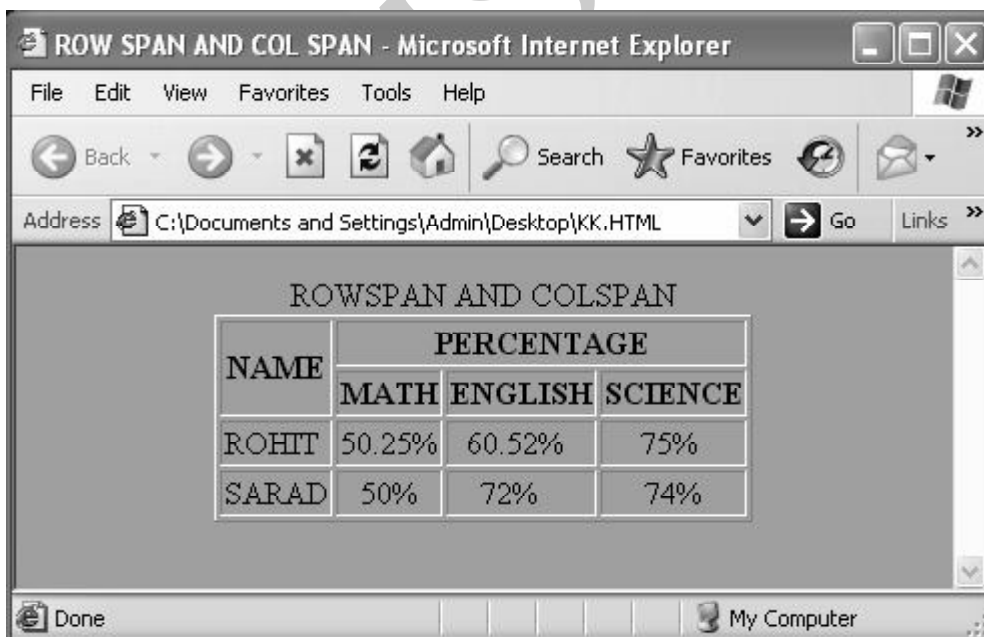 ROW SPAN AND COL SPAN - Microsoft Internet Explorer
File Edit View Favorites Tools Help
Back Search Favorites
Address C:\Documents and Settings\Admin\Desktop\KK.HTML Go Links
ROWSPAN AND COLSPAN
NAME PERCENTAGE
MATH ENGLISH SCIENCE
ROHIT 50.25% 60.52% 75%
SARAD 50% 72% 74%
Done My Computer